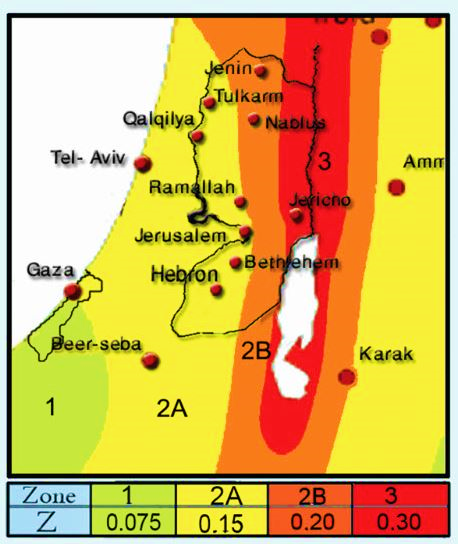 Jenin
Tulkarm
Qalqilya
Nablus
Tel- Aviv
3
Amm
Ramallah
Jericho
Jerusalem
Bethlehem
Gaza
Hebron
Beer-seba
2B
Karak
1
2A
Zone 1 2A 2B 3
Z 0.075 0.15 0.20 0.30